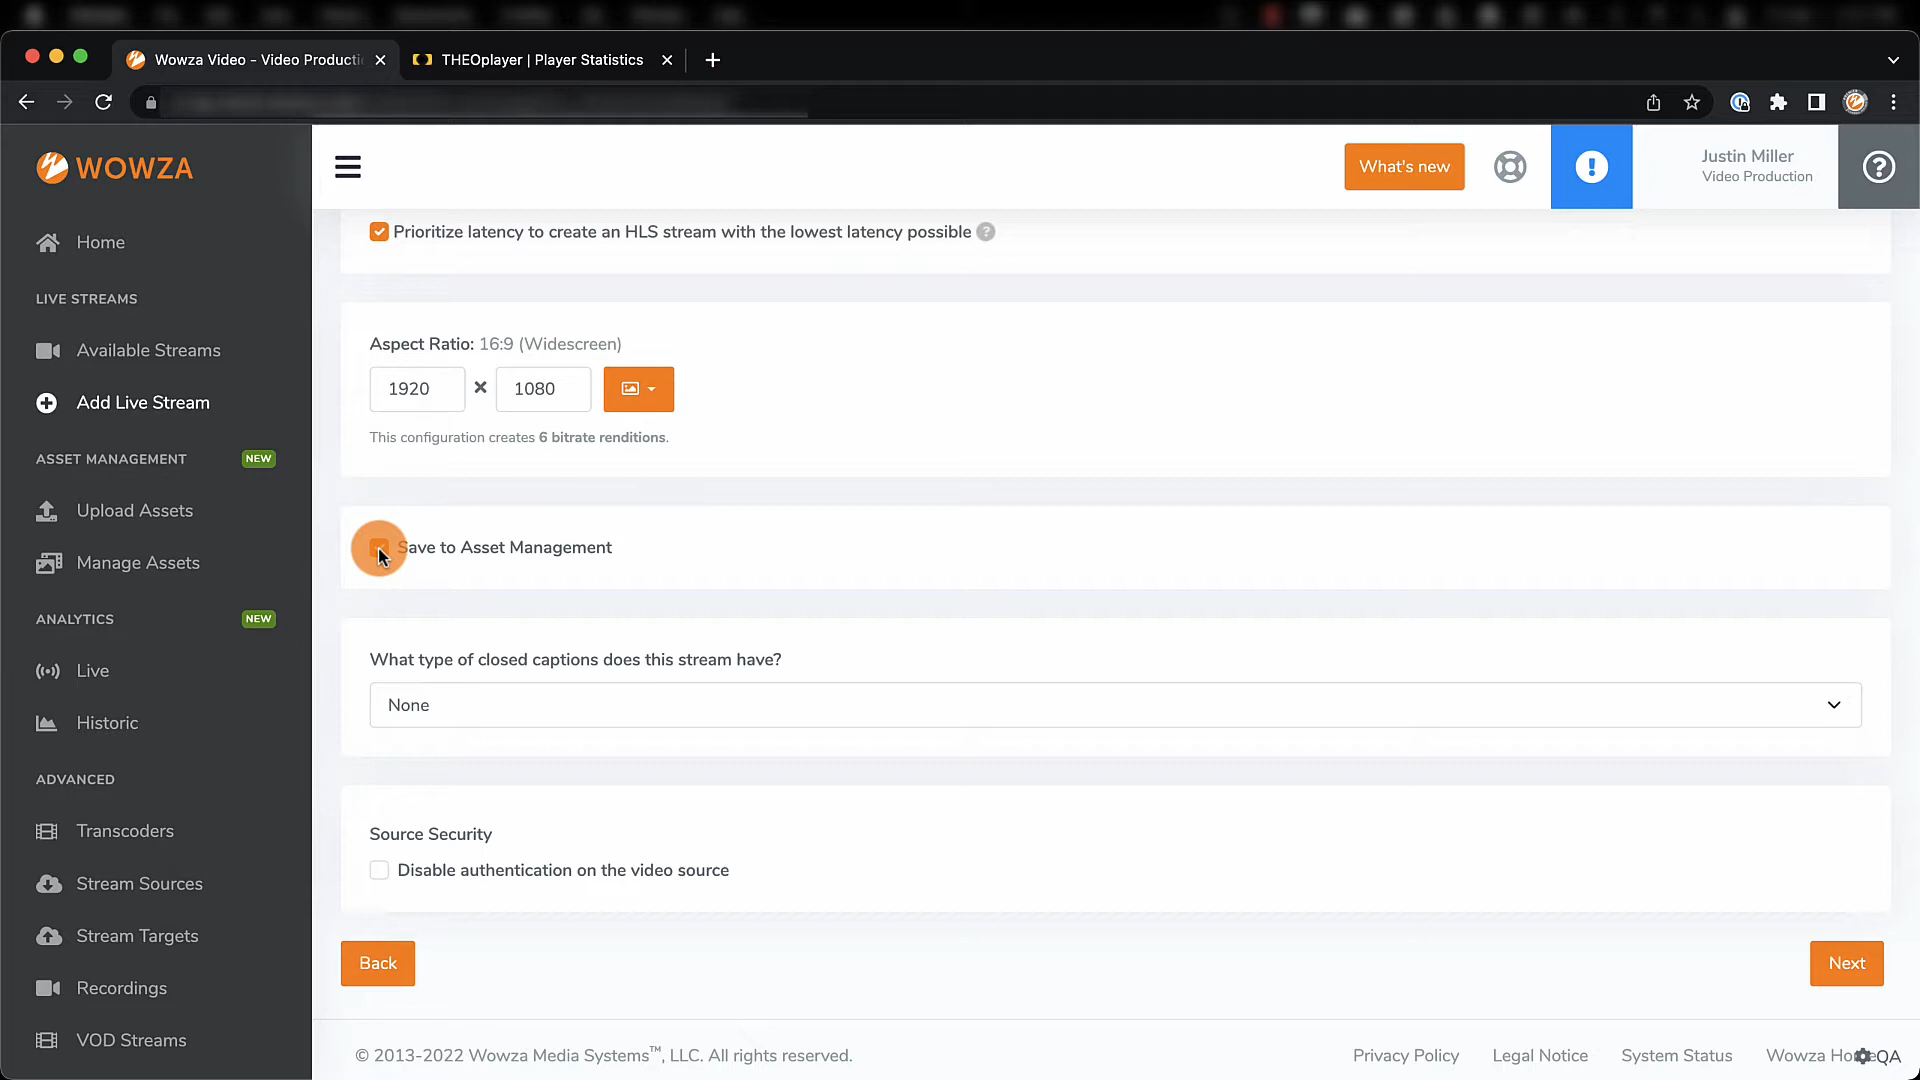 Wowza Video - Video Producti
THEOplayer | Player Statistics
WOWZA
What's new
Justin Miller
Video Production
Home
LIVE STREAMS
Available Streams
Add Live Stream
ASSET MANAGEMENT NEW
Upload Assets
Manage Assets
ANALYTICS NEW
Live
Historic
ADVANCED
Transcoders
Stream Sources
Stream Targets
Recordings
VOD Streams
Prioritize latency to create an HLS stream with the lowest latency possible ?
Aspect Ratio: 16:9 (Widescreen)
1920 × 1080
This configuration creates 6 bitrate renditions.
Save to Asset Management
What type of closed captions does this stream have?
None
Source Security
Disable authentication on the video source
Back
Next
© 2013-2022 Wowza Media Systems™, LLC. All rights reserved.
Privacy Policy Legal Notice System Status Wowza QA